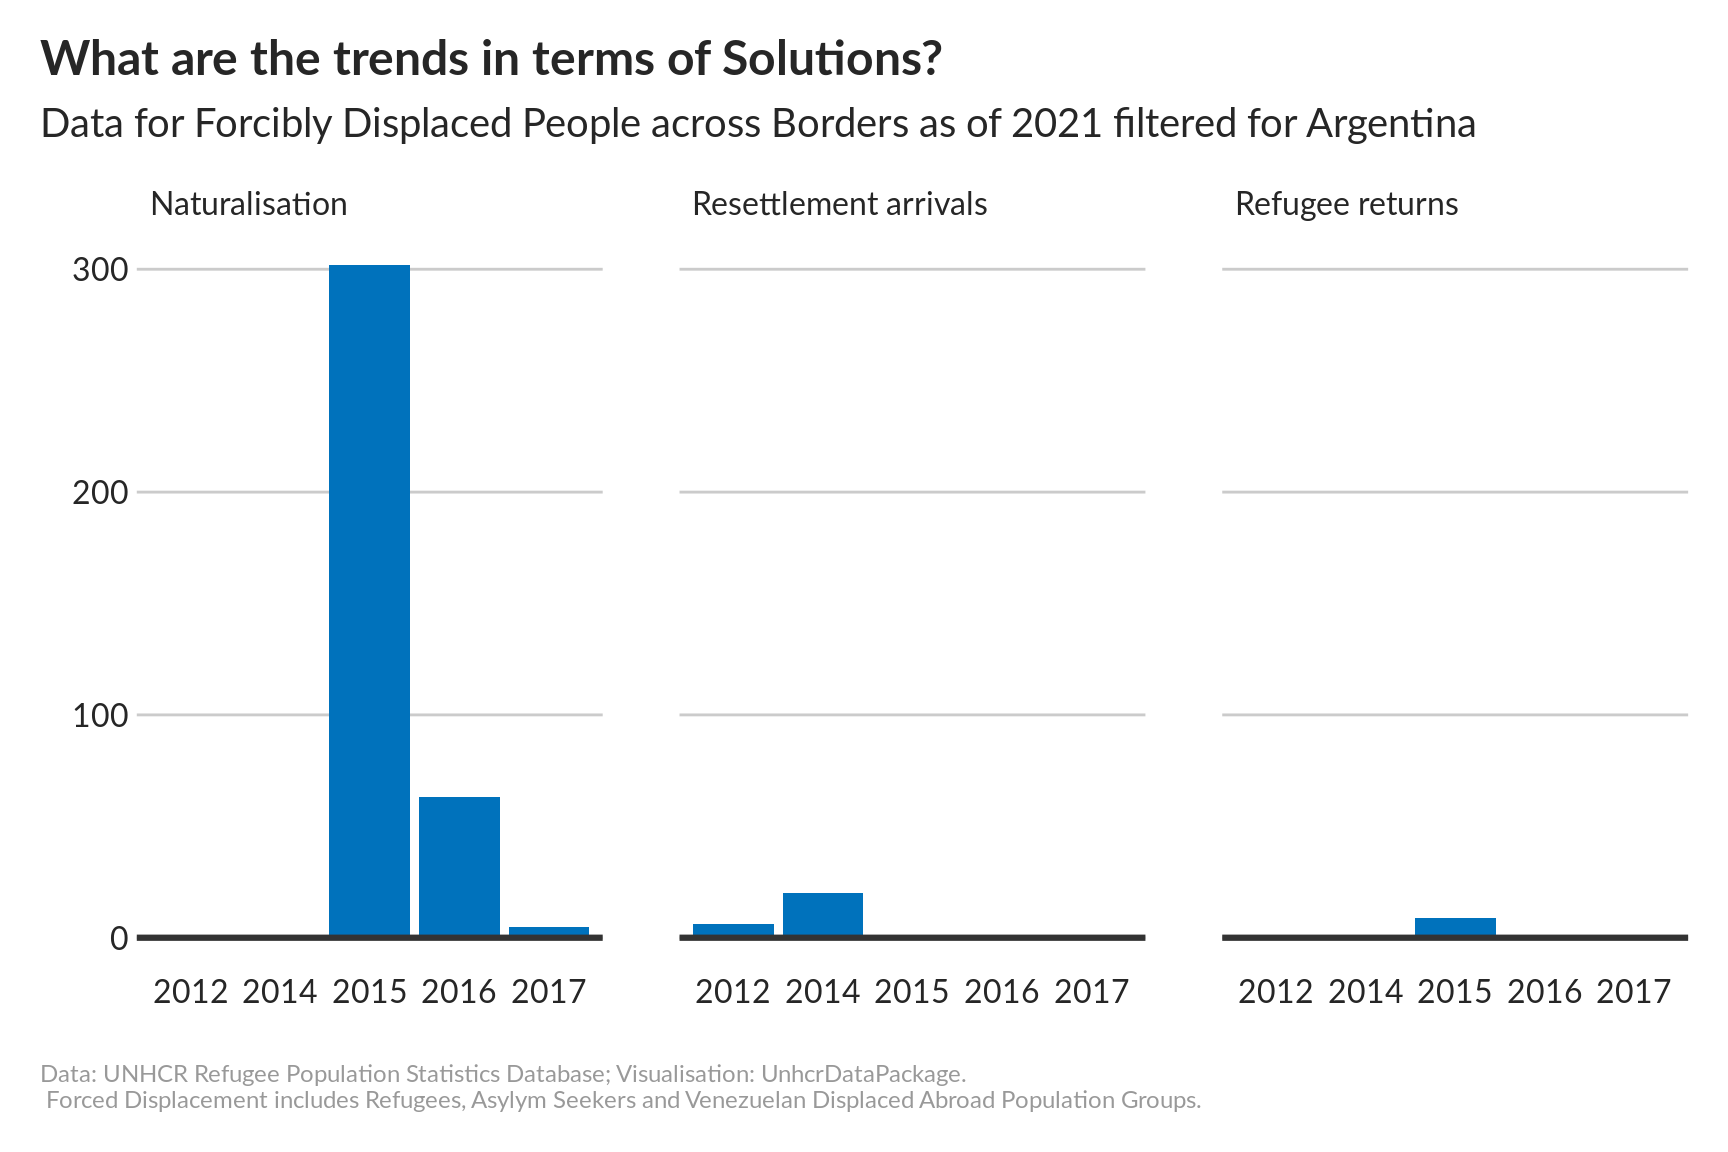 What are the trends in terms of Solutions?
Data for Forcibly Displaced People across Borders as of 2021 filtered for Argentina
Naturalisation Resettlement arrivals Refugee returns
300
200
100
0
2012 2014 2015 2016 2017 2012 2014 2015 2016 2017 2012 2014 2015 2016 2017
Data: UNHCR Refugee Population Statistics Database; Visualisation: UnhcrDataPackage.
Forced Displacement includes Refugees, Asylym Seekers and Venezuelan Displaced Abroad Population Groups.